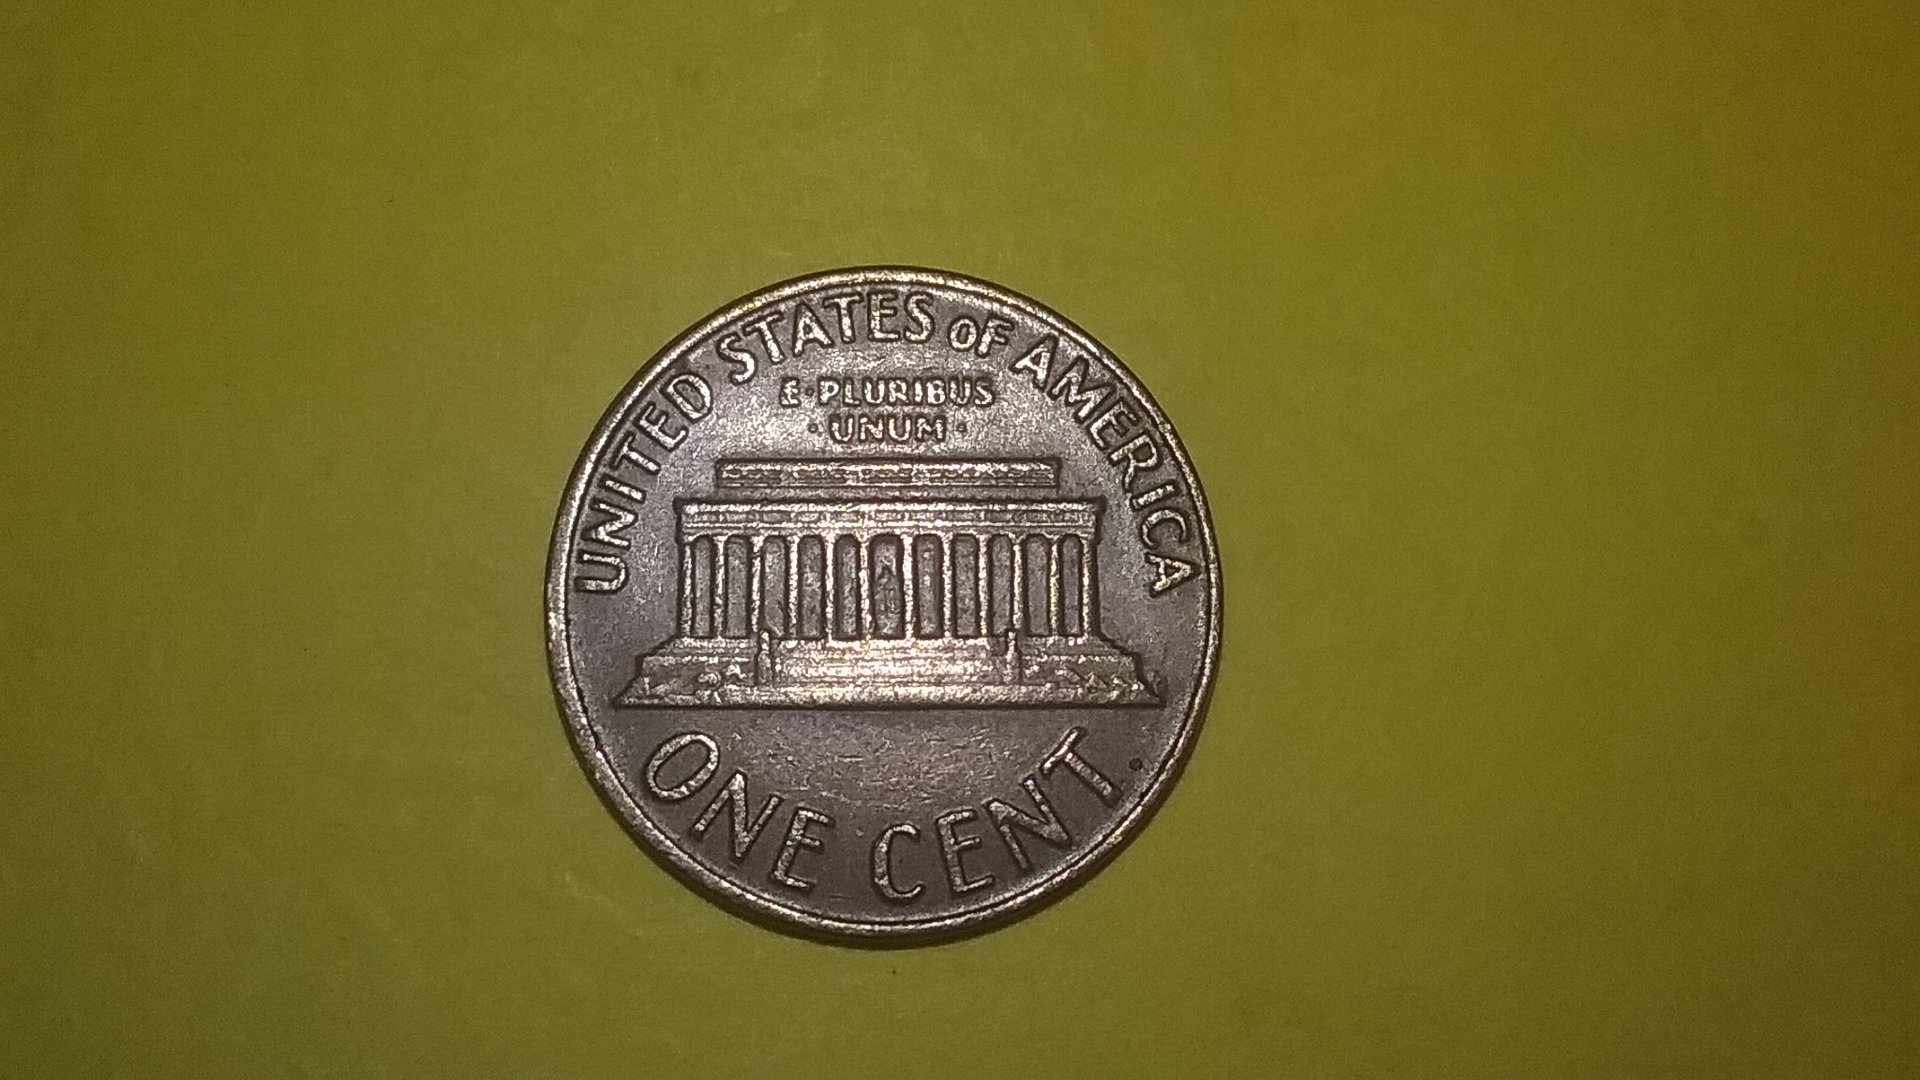 UNITED STATES OF AMERICA
E·PLURIBUS
·UNUM·
ONE CENT